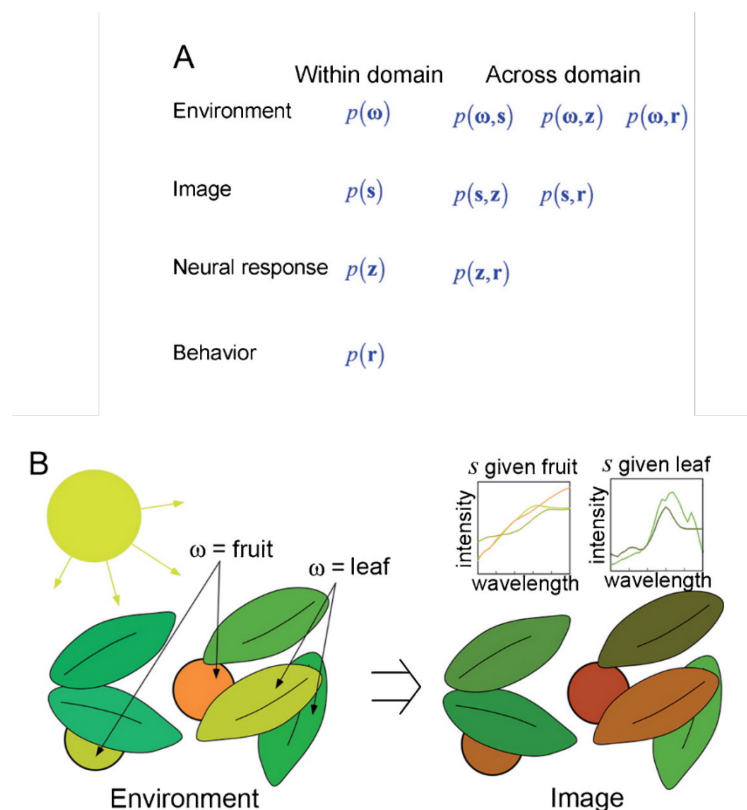 A
Within domain Across domain
Environment p(ω) p(ω,s) p(ω,z) p(ω,r)
Image p(s) p(s,z) p(s,r)
Neural response p(z) p(z,r)
Behavior p(r)
B
s given fruit s given leaf
intensity intensity
wavelength wavelength
ω = fruit
ω = leaf
Environment Image